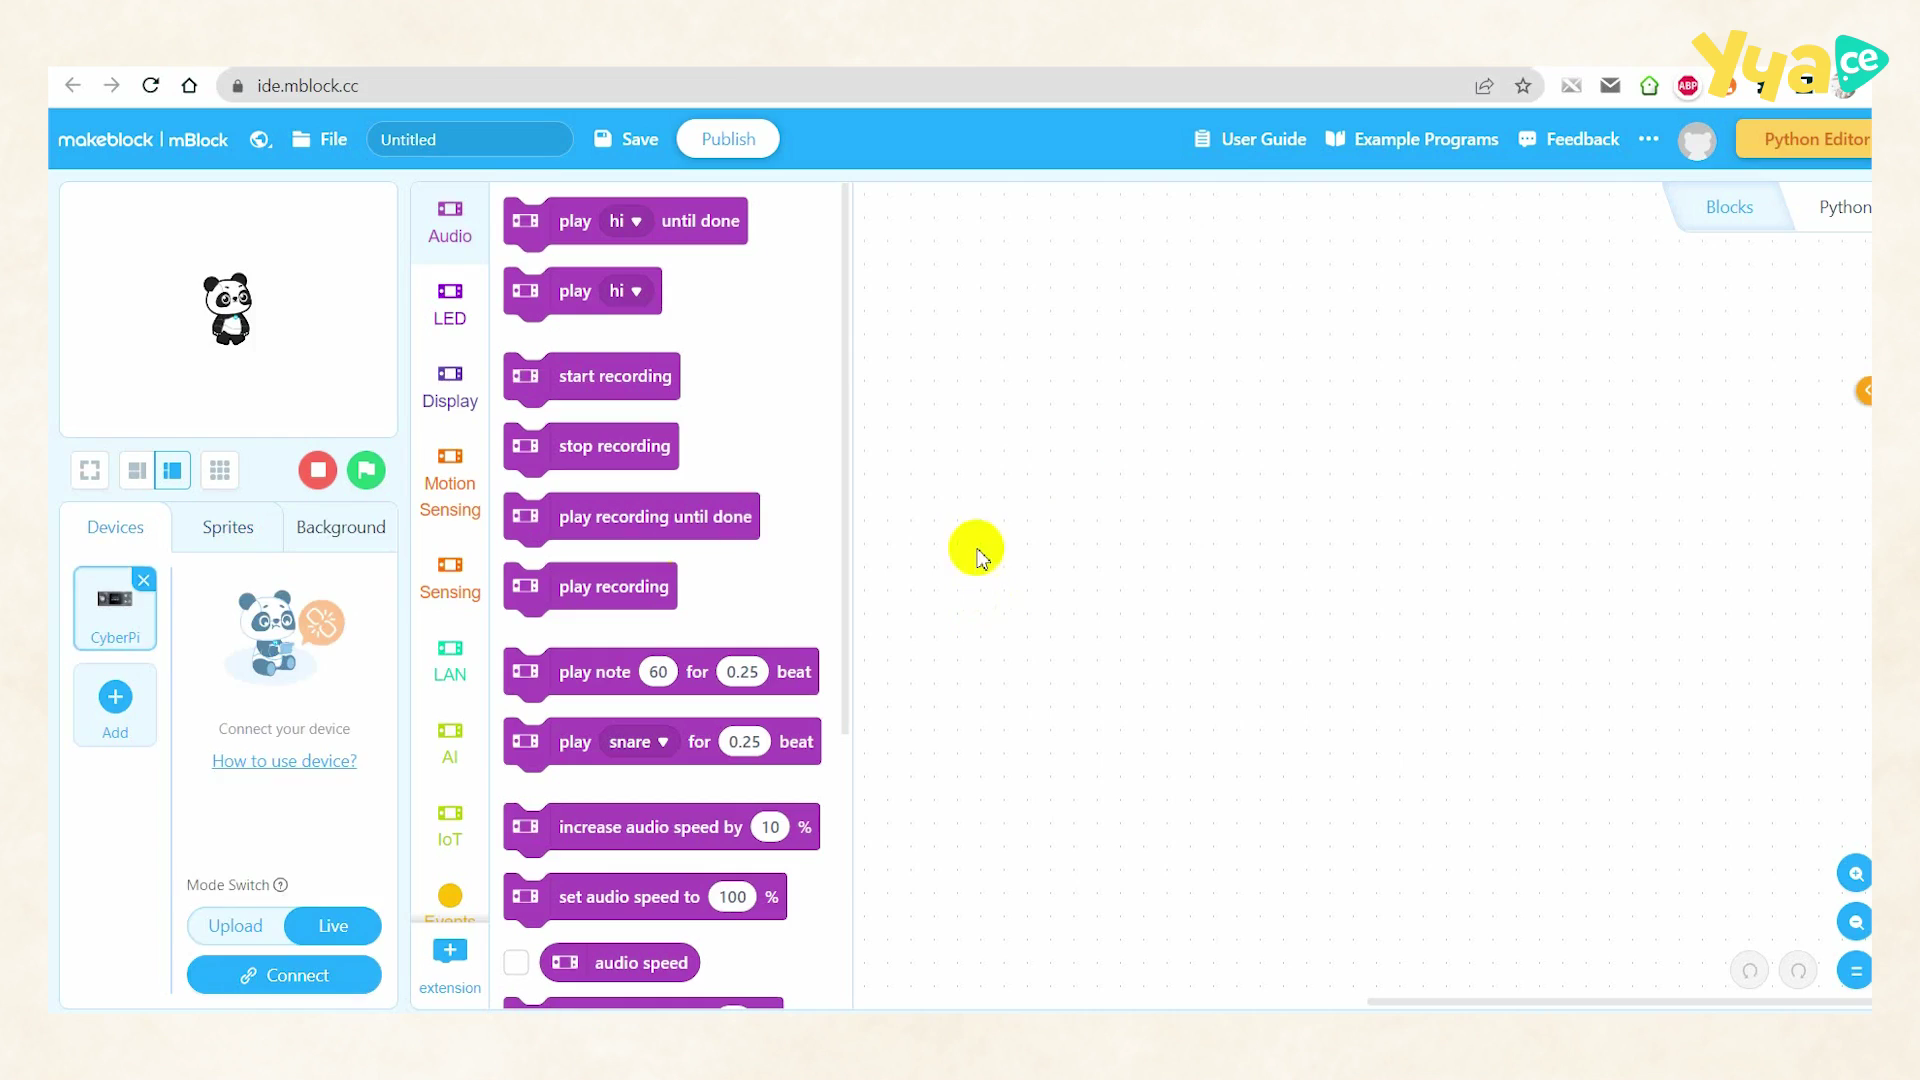 Ууча.се
ide.mblock.cc
ABP
makeblock | mBlock
File
Untitled
Save
Publish
User Guide
Example Programs
Feedback
Python Editor
Blocks
Python
Audio
LED
Display
Motion
Sensing
Sensing
LAN
AI
IoT
Events
extension
play hi until done
play hi
start recording
stop recording
play recording until done
play recording
play note 60 for 0.25 beat
play snare for 0.25 beat
increase audio speed by 10 %
set audio speed to 100 %
audio speed
Devices
Sprites
Background
CyberPi
Add
Connect your device
How to use device?
Mode Switch ?
Upload
Live
Connect